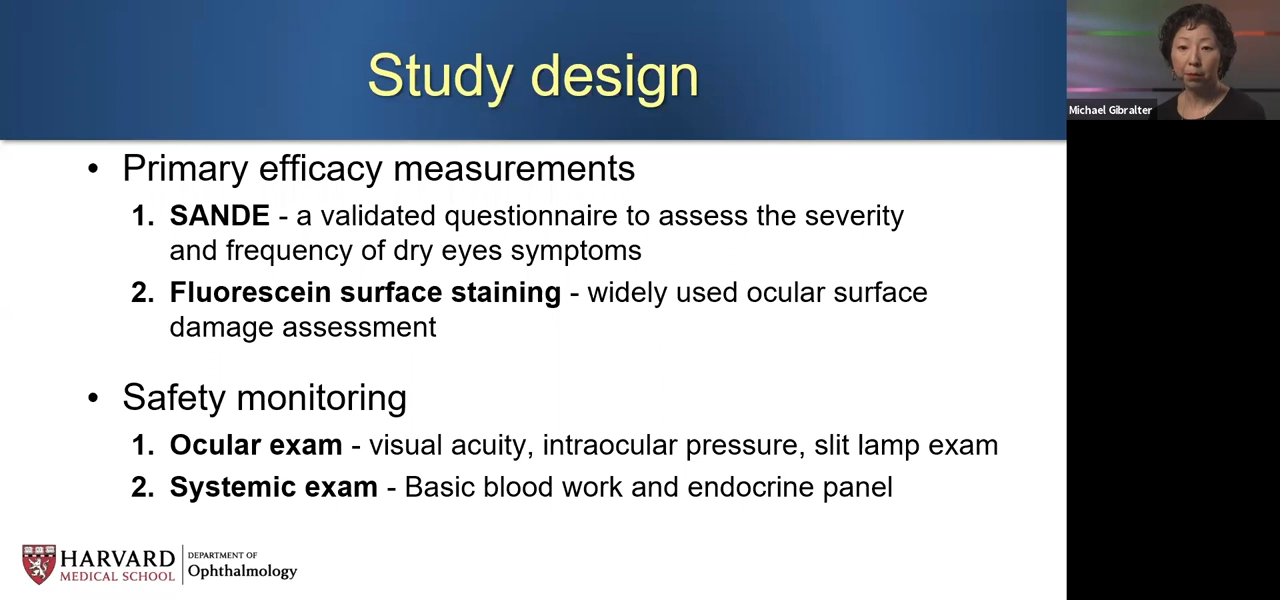 Study design
Michael Gibralter
• Primary efficacy measurements
1. SANDE - a validated questionnaire to assess the severity
and frequency of dry eyes symptoms
2. Fluorescein surface staining - widely used ocular surface
damage assessment
• Safety monitoring
1. Ocular exam - visual acuity, intraocular pressure, slit lamp exam
2. Systemic exam - Basic blood work and endocrine panel
HARVARD
MEDICAL SCHOOL
DEPARTMENT OF
Ophthalmology